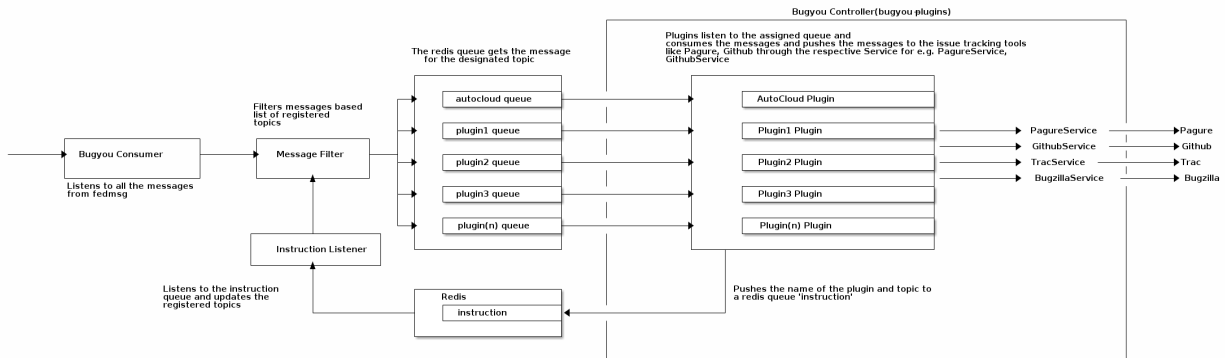 Bugyou Controller(bugyou-plugins)
Plugins listen to the assigned queue and
consumes the messages and pushes the messages to the issue tracking tools
like Pagure, Github through the respective Service for e.g. PagureService,
GithubService
The redis queue gets the message
for the designated topic
autocloud queue
AutoCloud Plugin
Filters messages based
list of registered
topics
plugin1 queue
Plugin1 Plugin
PagureService
Pagure
Bugyou Consumer
Message Filter
GithubService
Github
plugin2 queue
Plugin2 Plugin
TracService
Trac
Listens to all the messages
from fedmsg
BugzillaService
Bugzilla
plugin3 queue
Plugin3 Plugin
plugin(n) queue
Plugin(n) Plugin
Instruction Listener
Listens to the instruction
queue and updates the
registered topics
Redis
instruction
Pushes the name of the plugin and topic to
a redis queue 'instruction'